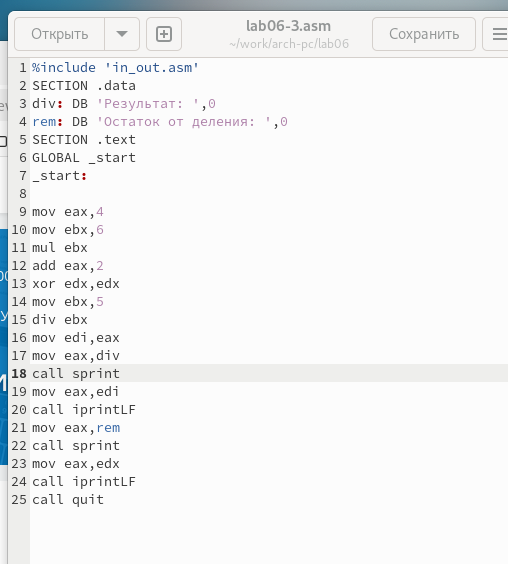 Открыть
lab06-3.asm
~/work/arch-pc/lab06
Сохранить
1 %include 'in_out.asm'
2 SECTION .data
3 div: DB 'Результат: ',0
4 rem: DB 'Остаток от деления: ',0
5 SECTION .text
6 GLOBAL _start
7 _start:
8
9 mov eax,4
10 mov ebx,6
11 mul ebx
12 add eax,2
13 xor edx,edx
14 mov ebx,5
15 div ebx
16 mov edi,eax
17 mov eax,div
18 call sprint
19 mov eax,edi
20 call iprintLF
21 mov eax,rem
22 call sprint
23 mov eax,edx
24 call iprintLF
25 call quit